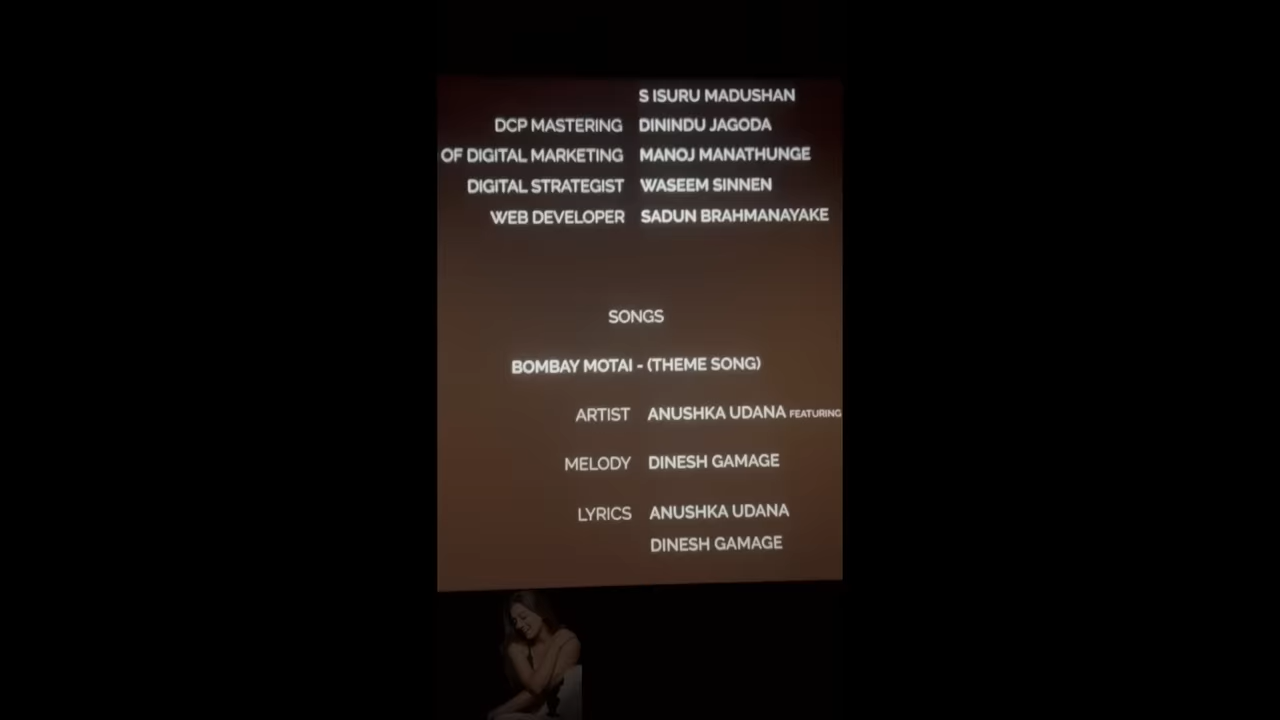 S ISURU MADUSHAN
DCP MASTERING DININDU JAGODA
OF DIGITAL MARKETING MANOJ MANATHUNGE
DIGITAL STRATEGIST WASEEM SINNEN
WEB DEVELOPER SADUN BRAHMANAYAKE
SONGS
BOMBAY MOTAI - (THEME SONG)
ARTIST ANUSHKA UDANA FEATURING
MELODY DINESH GAMAGE
LYRICS ANUSHKA UDANA
DINESH GAMAGE